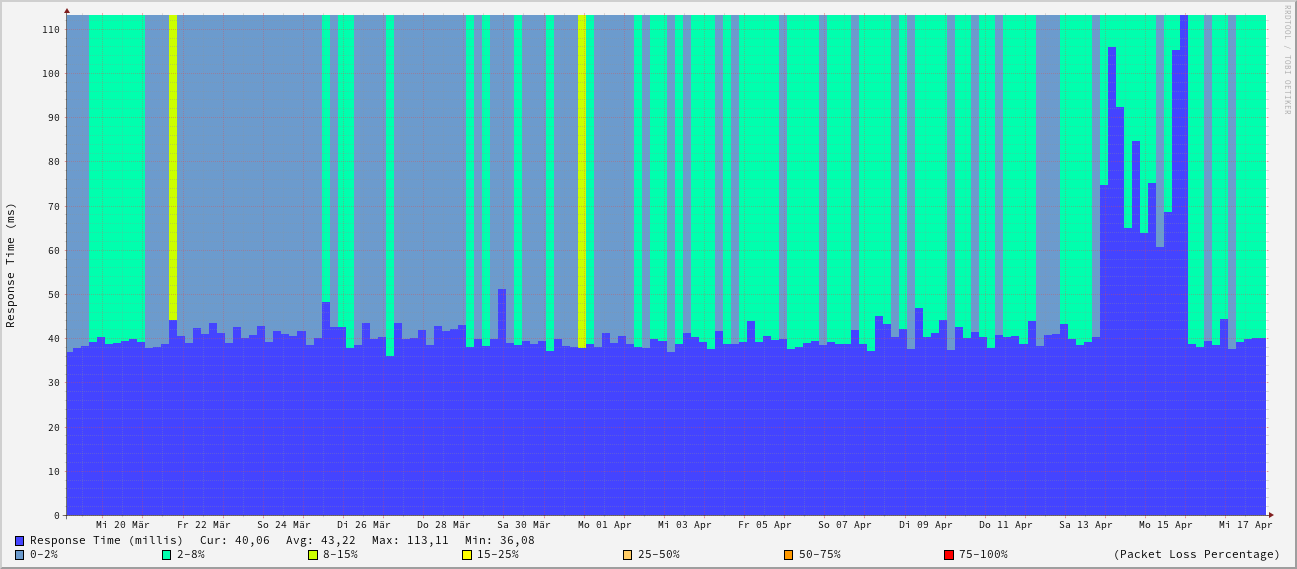 RRDTOOL / TOBI OETIKER
Response Time (ms)
110
100
90
80
70
60
50
40
30
20
10
0
Mi 20 Mär Fr 22 Mär So 24 Mär Di 26 Mär Do 28 Mär Sa 30 Mär Mo 01 Apr Mi 03 Apr Fr 05 Apr So 07 Apr Di 09 Apr Do 11 Apr Sa 13 Apr Mo 15 Apr Mi 17 Apr
Response Time (millis) Cur: 40,06 Avg: 43,22 Max: 113,11 Min: 36,08
0-2% 2-8% 8-15% 15-25% 25-50% 50-75% 75-100% (Packet Loss Percentage)